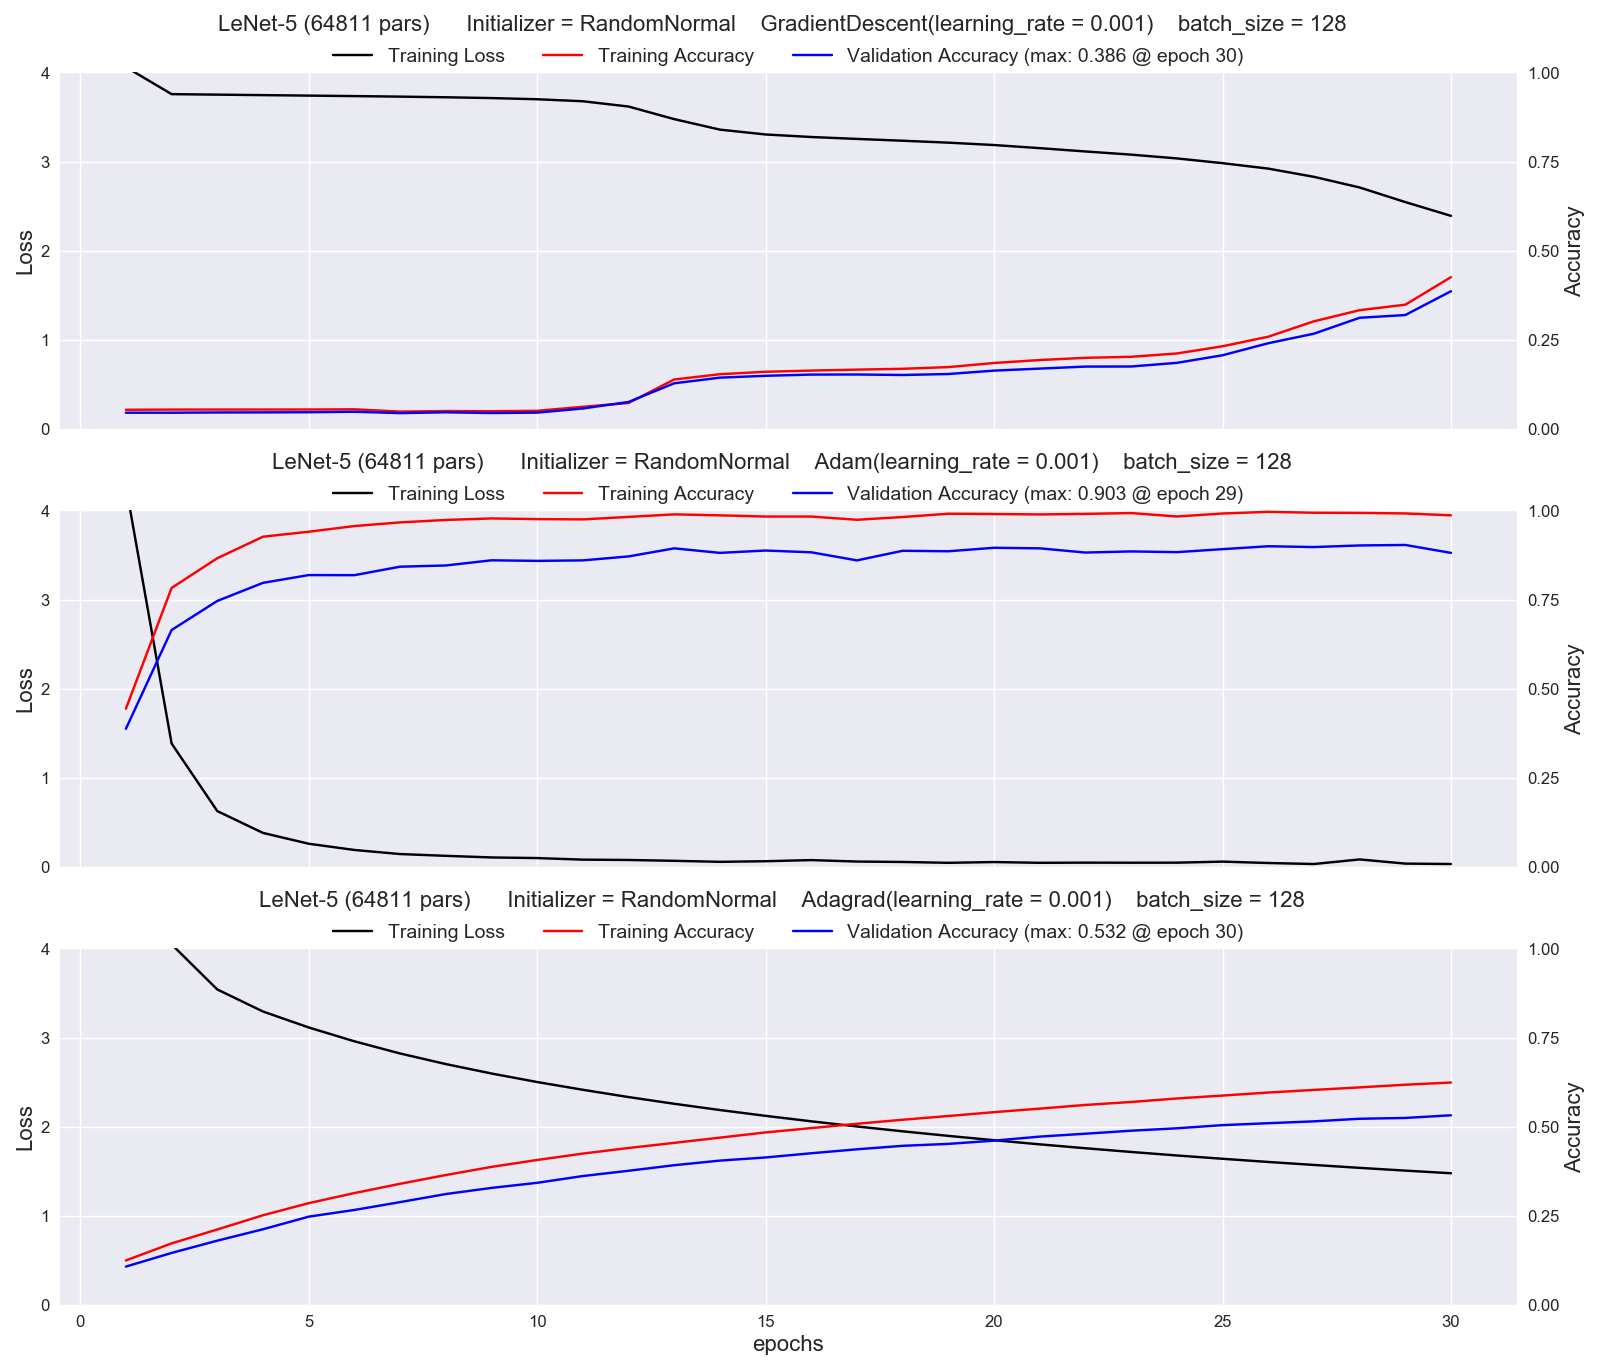 LeNet-5 (64811 pars) Initializer = RandomNormal GradientDescent(learning_rate = 0.001) batch_size = 128
Training Loss Training Accuracy Validation Accuracy (max: 0.386 @ epoch 30)
4 1.00
3 0.75
2 0.50
Loss Accuracy
1 0.25
0 0.00
LeNet-5 (64811 pars) Initializer = RandomNormal Adam(learning_rate = 0.001) batch_size = 128
Training Loss Training Accuracy Validation Accuracy (max: 0.903 @ epoch 29)
4 1.00
3 0.75
2 0.50
Loss Accuracy
1 0.25
0 0.00
LeNet-5 (64811 pars) Initializer = RandomNormal Adagrad(learning_rate = 0.001) batch_size = 128
Training Loss Training Accuracy Validation Accuracy (max: 0.532 @ epoch 30)
4 1.00
3 0.75
2 0.50
Loss Accuracy
1 0.25
0 0.00
0 5 10 15 20 25 30
epochs